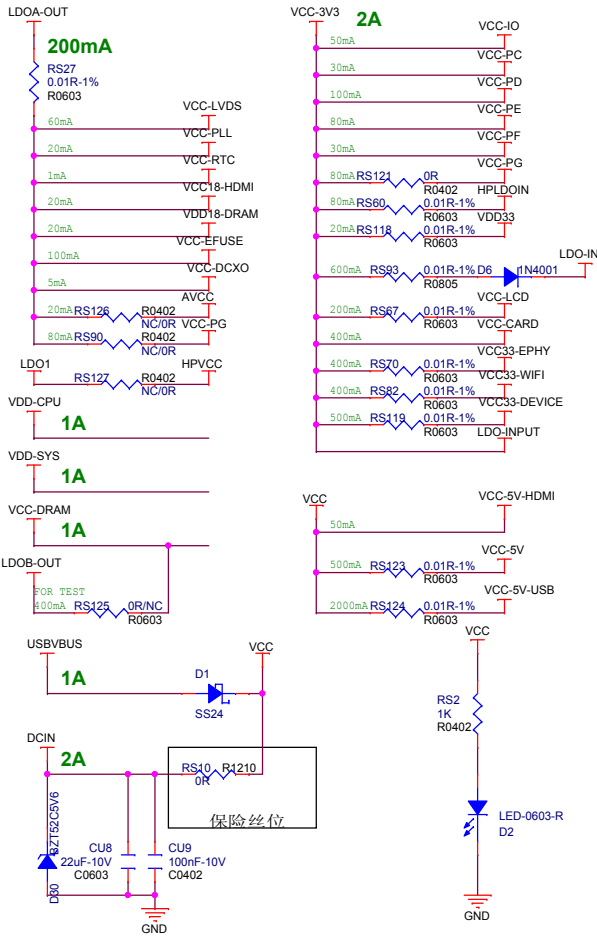 LDOA-OUT
200mA
RS27
0.01R-1%
R0603
60mA
VCC-LVDS
20mA
VCC-PLL
1mA
VCC-RTC
20mA
VCC18-HDMI
20mA
VDD18-DRAM
100mA
VCC-EFUSE
5mA
VCC-DCXO
20mA
RS126
R0402
NC/0R
AVCC
80mA
RS90
R0402
NC/0R
VCC-PG
LDO1
RS127
R0402
NC/0R
HPVCC
VDD-CPU
1A
VDD-SYS
1A
VCC-DRAM
1A
LDOB-OUT
FOR TEST
400mA
RS125
0R/NC
R0603
VCC-3V3
2A
50mA
VCC-IO
30mA
VCC-PC
100mA
VCC-PD
80mA
VCC-PE
30mA
VCC-PF
80mA
RS121
0R
R0402
VCC-PG
80mA
RS60
0.01R-1%
R0603
HPLDOIN
20mA
RS118
0.01R-1%
R0603
VDD33
600mA
RS93
0.01R-1%
R0805
D6
1N4001
LDO-IN
200mA
RS67
0.01R-1%
R0603
VCC-LCD
400mA
VCC-CARD
400mA
RS70
0.01R-1%
R0603
VCC33-EPHY
400mA
RS82
0.01R-1%
R0603
VCC33-WIFI
500mA
RS119
0.01R-1%
R0603
VCC33-DEVICE
LDO-INPUT
VCC
50mA
VCC-5V-HDMI
500mA
RS123
0.01R-1%
R0603
VCC-5V
2000mA
RS124
0.01R-1%
R0603
VCC-5V-USB
USBVBUS
1A
D1
SS24
VCC
DCIN
2A
RS10
0R
R1210
保险丝位
BZT52C5V6
D30
CU8
22uF-10V
C0603
CU9
100nF-10V
C0402
GND
VCC
RS2
1K
R0402
LED-0603-R
D2
GND